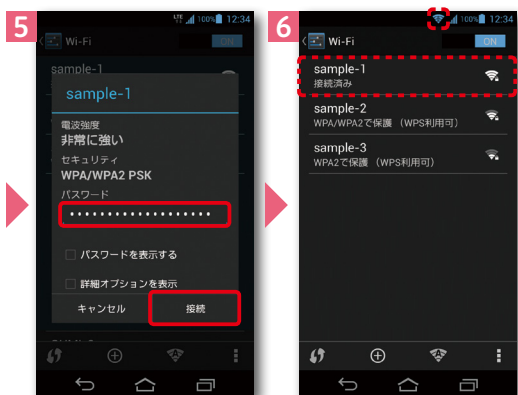 5
LTE 100% 12:34
Wi-Fi ON
sample-1
sample-1
電波強度
非常に強い
セキュリティ
WPA/WPA2 PSK
パスワード
•••••••••••••••••••
パスワードを表示する
詳細オプションを表示
キャンセル 接続
6
100% 12:34
Wi-Fi ON
sample-1
接続済み
sample-2
WPA/WPA2で保護 （WPS利用可）
sample-3
WPA2で保護 （WPS利用可）